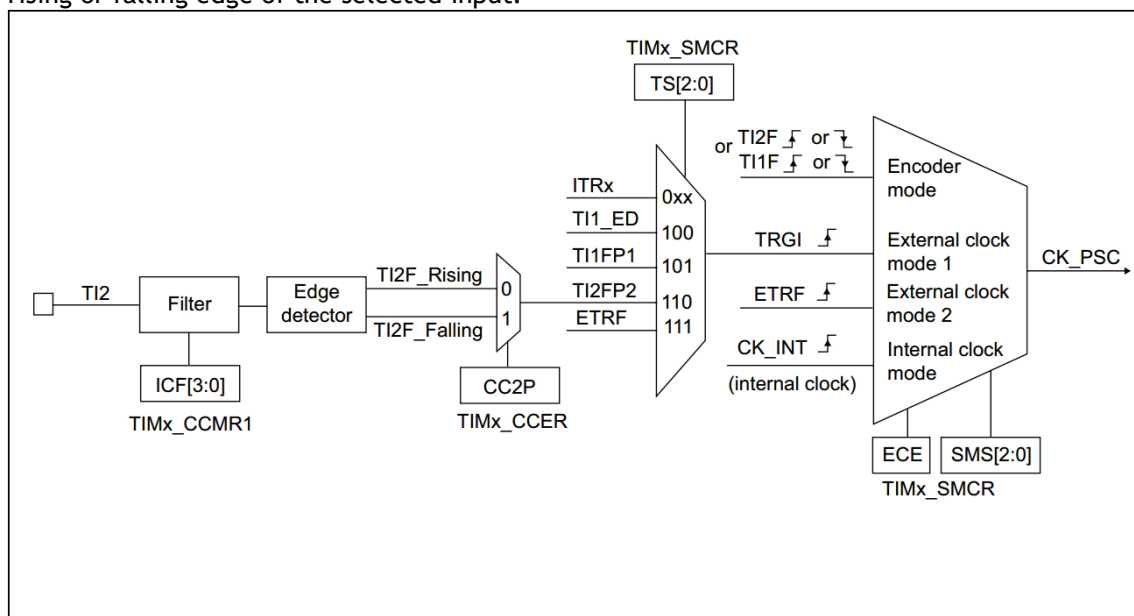 rising or falling edge of the selected input.
TIMx_SMCR
TS[2:0]
or TI2F or
TI1F or
Encoder
mode
ITRx
0xx
TI1_ED
100
TRGI
External clock
mode 1
CK_PSC
TI1FP1
101
TI2F_Rising
TI2
Filter
Edge
detector
0
TI2FP2
110
ETRF
External clock
mode 2
1
TI2F_Falling
ETRF
111
CK_INT
Internal clock
mode
(internal clock)
ICF[3:0]
CC2P
TIMx_CCMR1
TIMx_CCER
ECE
SMS[2:0]
TIMx_SMCR